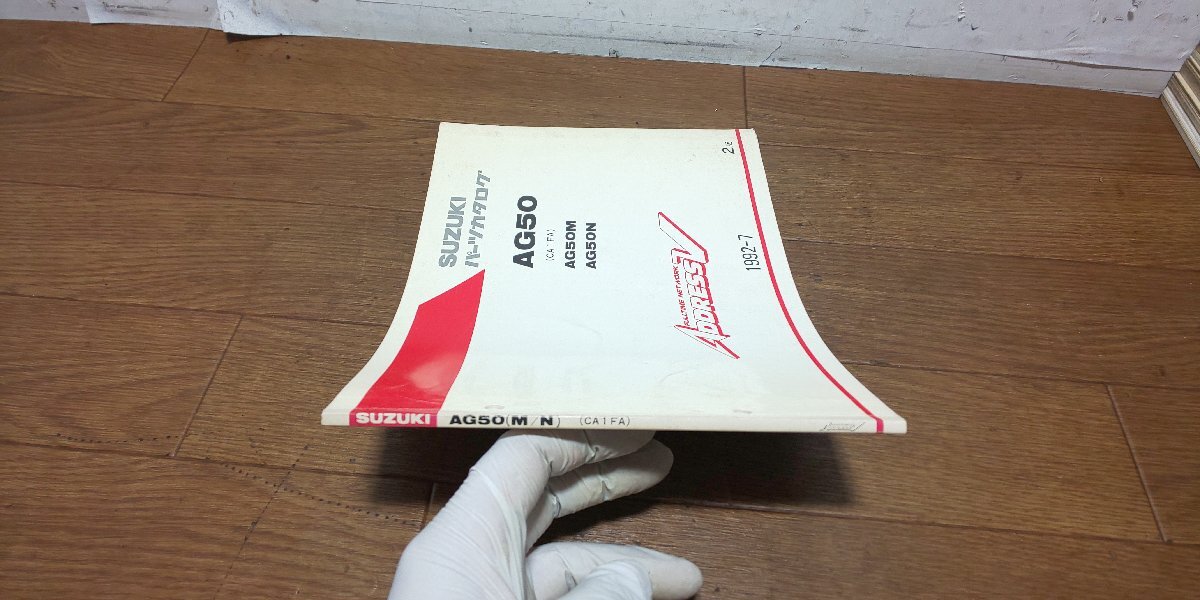 SUZUKI
パーツカタログ
AG50
(CA1FA)
AG50M
AG50N
ADDRESS V
1992-7
2版
SUZUKI AG50(M/N) (CA1FA)